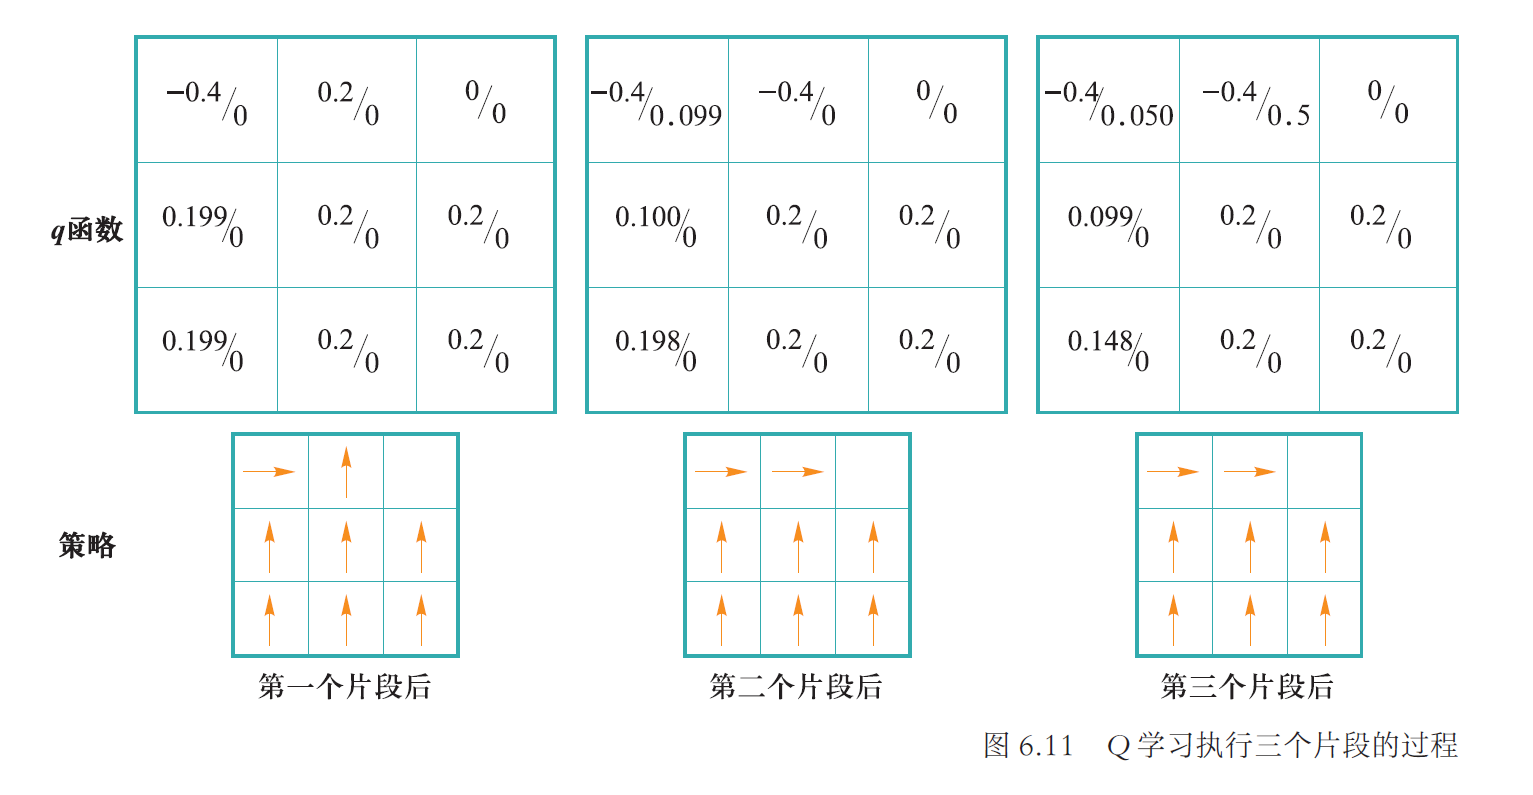 −0.4/0 0.2/0 0/0 −0.4/0.099 −0.4/0 0/0 −0.4/0.050 −0.4/0.5 0/0
q函数 0.199/0 0.2/0 0.2/0 0.100/0 0.2/0 0.2/0 0.099/0 0.2/0 0.2/0
0.199/0 0.2/0 0.2/0 0.198/0 0.2/0 0.2/0 0.148/0 0.2/0 0.2/0
策略
第一个片段后 第二个片段后 第三个片段后
图 6.11 Q 学习执行三个片段的过程